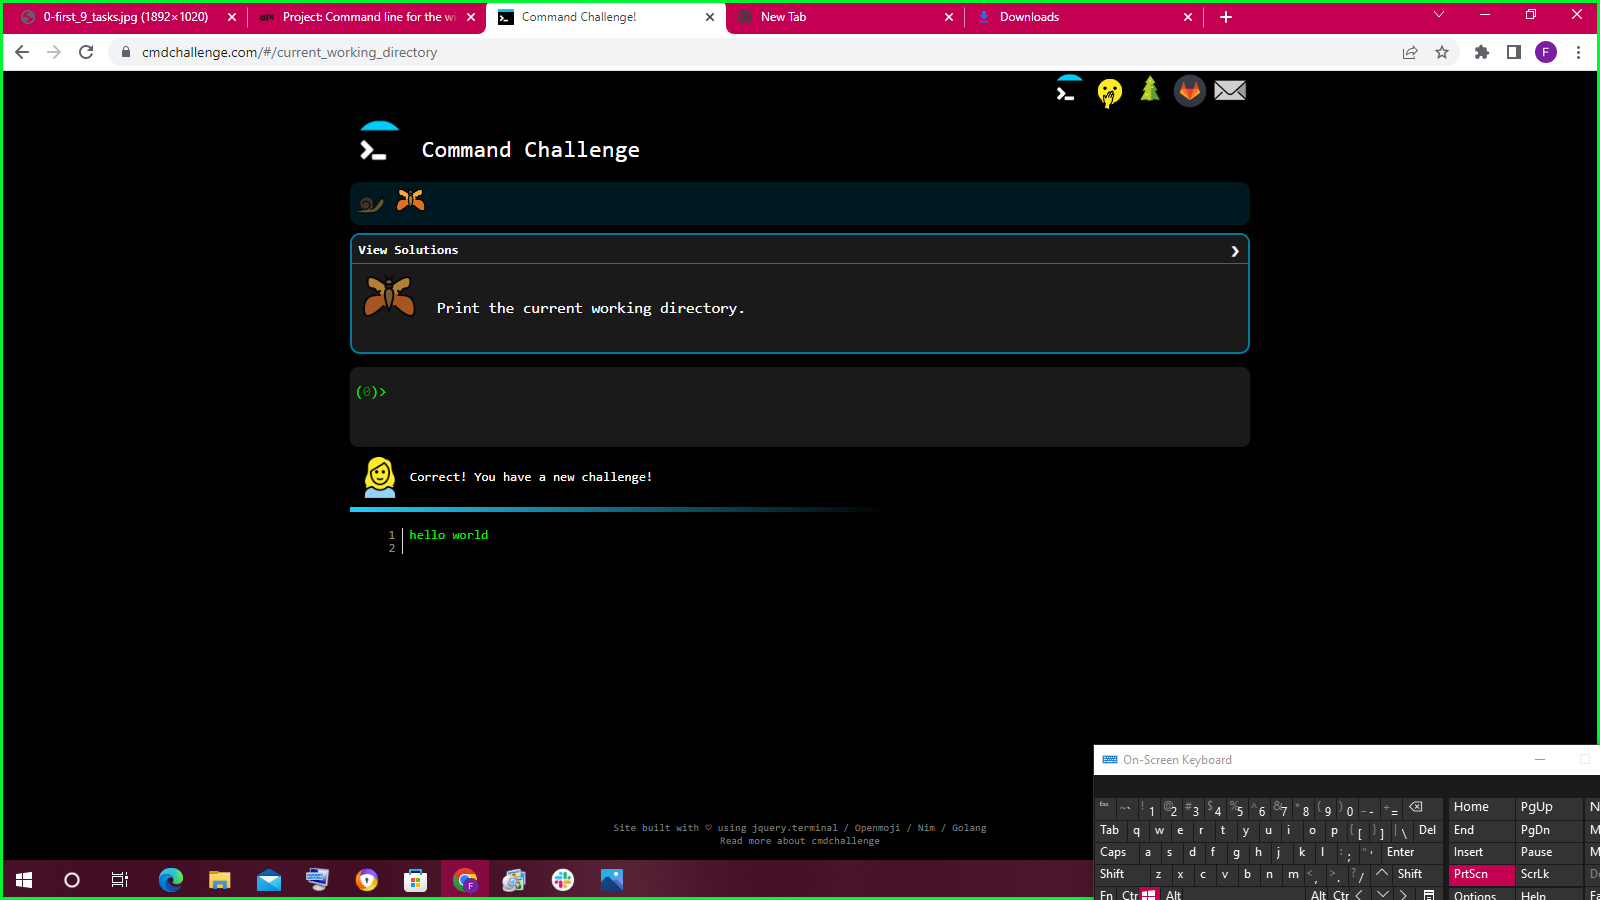 0-first_9_tasks.jpg (1892×1020)
Project: Command line for the wi
Command Challenge!
New Tab
Downloads
cmdchallenge.com/#/current_working_directory
F
Command Challenge
View Solutions
Print the current working directory.
(0)>
Correct! You have a new challenge!
1 hello world
2
Site built with ♡ using jquery.terminal / Openmoji / Nim / Golang
Read more about cmdchallenge
On-Screen Keyboard
Esc ~ ` ! 1 @ 2 # 3 $ 4 % 5 ^ 6 & 7 * 8 ( 9 ) 0 _ - + = Home PgUp
Tab q w e r t y u i o p { [ } ] | \ Del End PgDn
Caps a s d f g h j k l : ; " ' Enter Insert Pause
Shift z x c v b n m < , > . ? / Shift PrtScn ScrLk
Fn Ctr Alt Alt Ctr Options Help